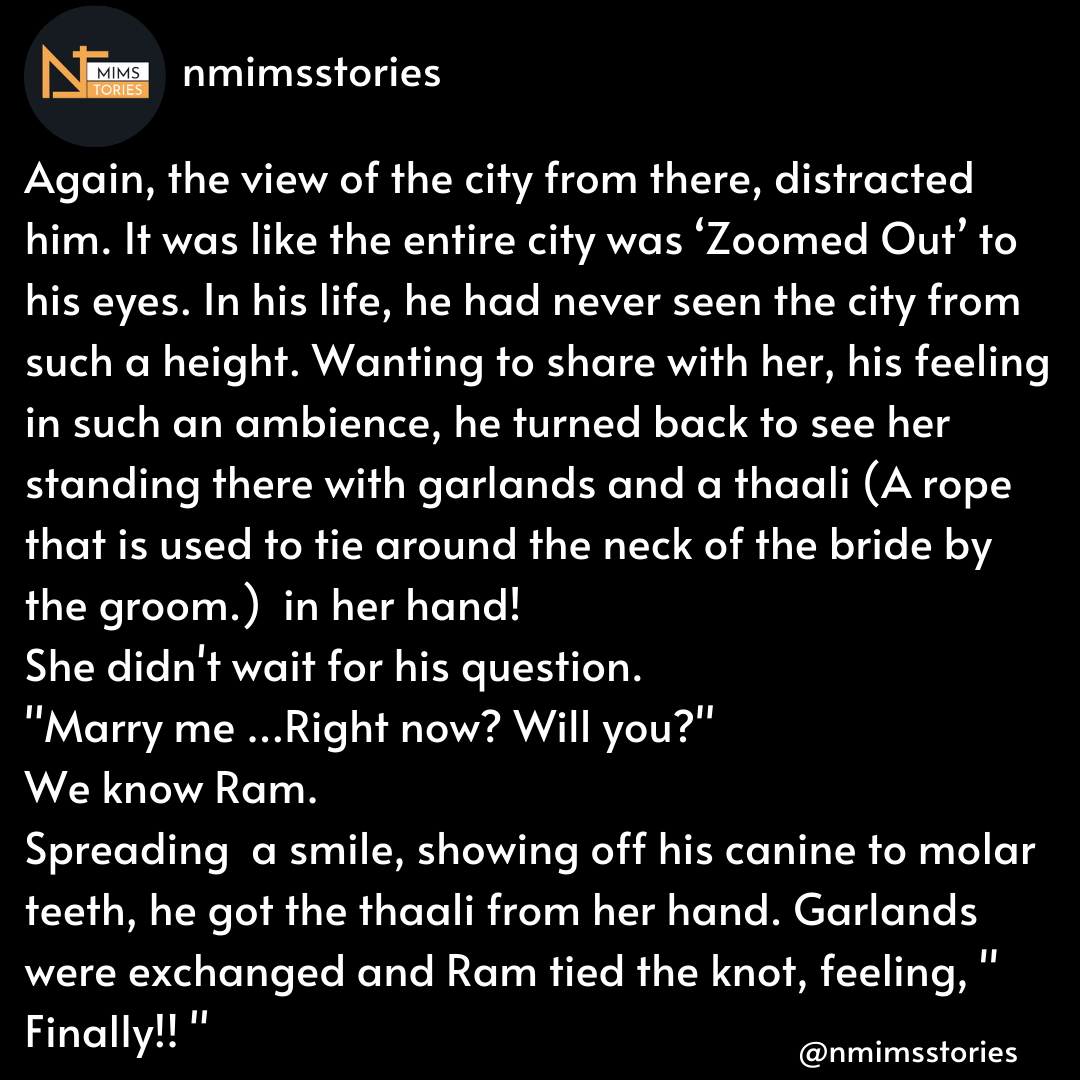 MIMS
TORIES
nmimsstories
Again, the view of the city from there, distracted
him. It was like the entire city was ‘Zoomed Out’ to
his eyes. In his life, he had never seen the city from
such a height. Wanting to share with her, his feeling
in such an ambience, he turned back to see her
standing there with garlands and a thaali (A rope
that is used to tie around the neck of the bride by
the groom.)  in her hand!
She didn't wait for his question.
"Marry me ...Right now? Will you?"
We know Ram.
Spreading  a smile, showing off his canine to molar
teeth, he got the thaali from her hand. Garlands
were exchanged and Ram tied the knot, feeling, "
Finally!! "
@nmimsstories